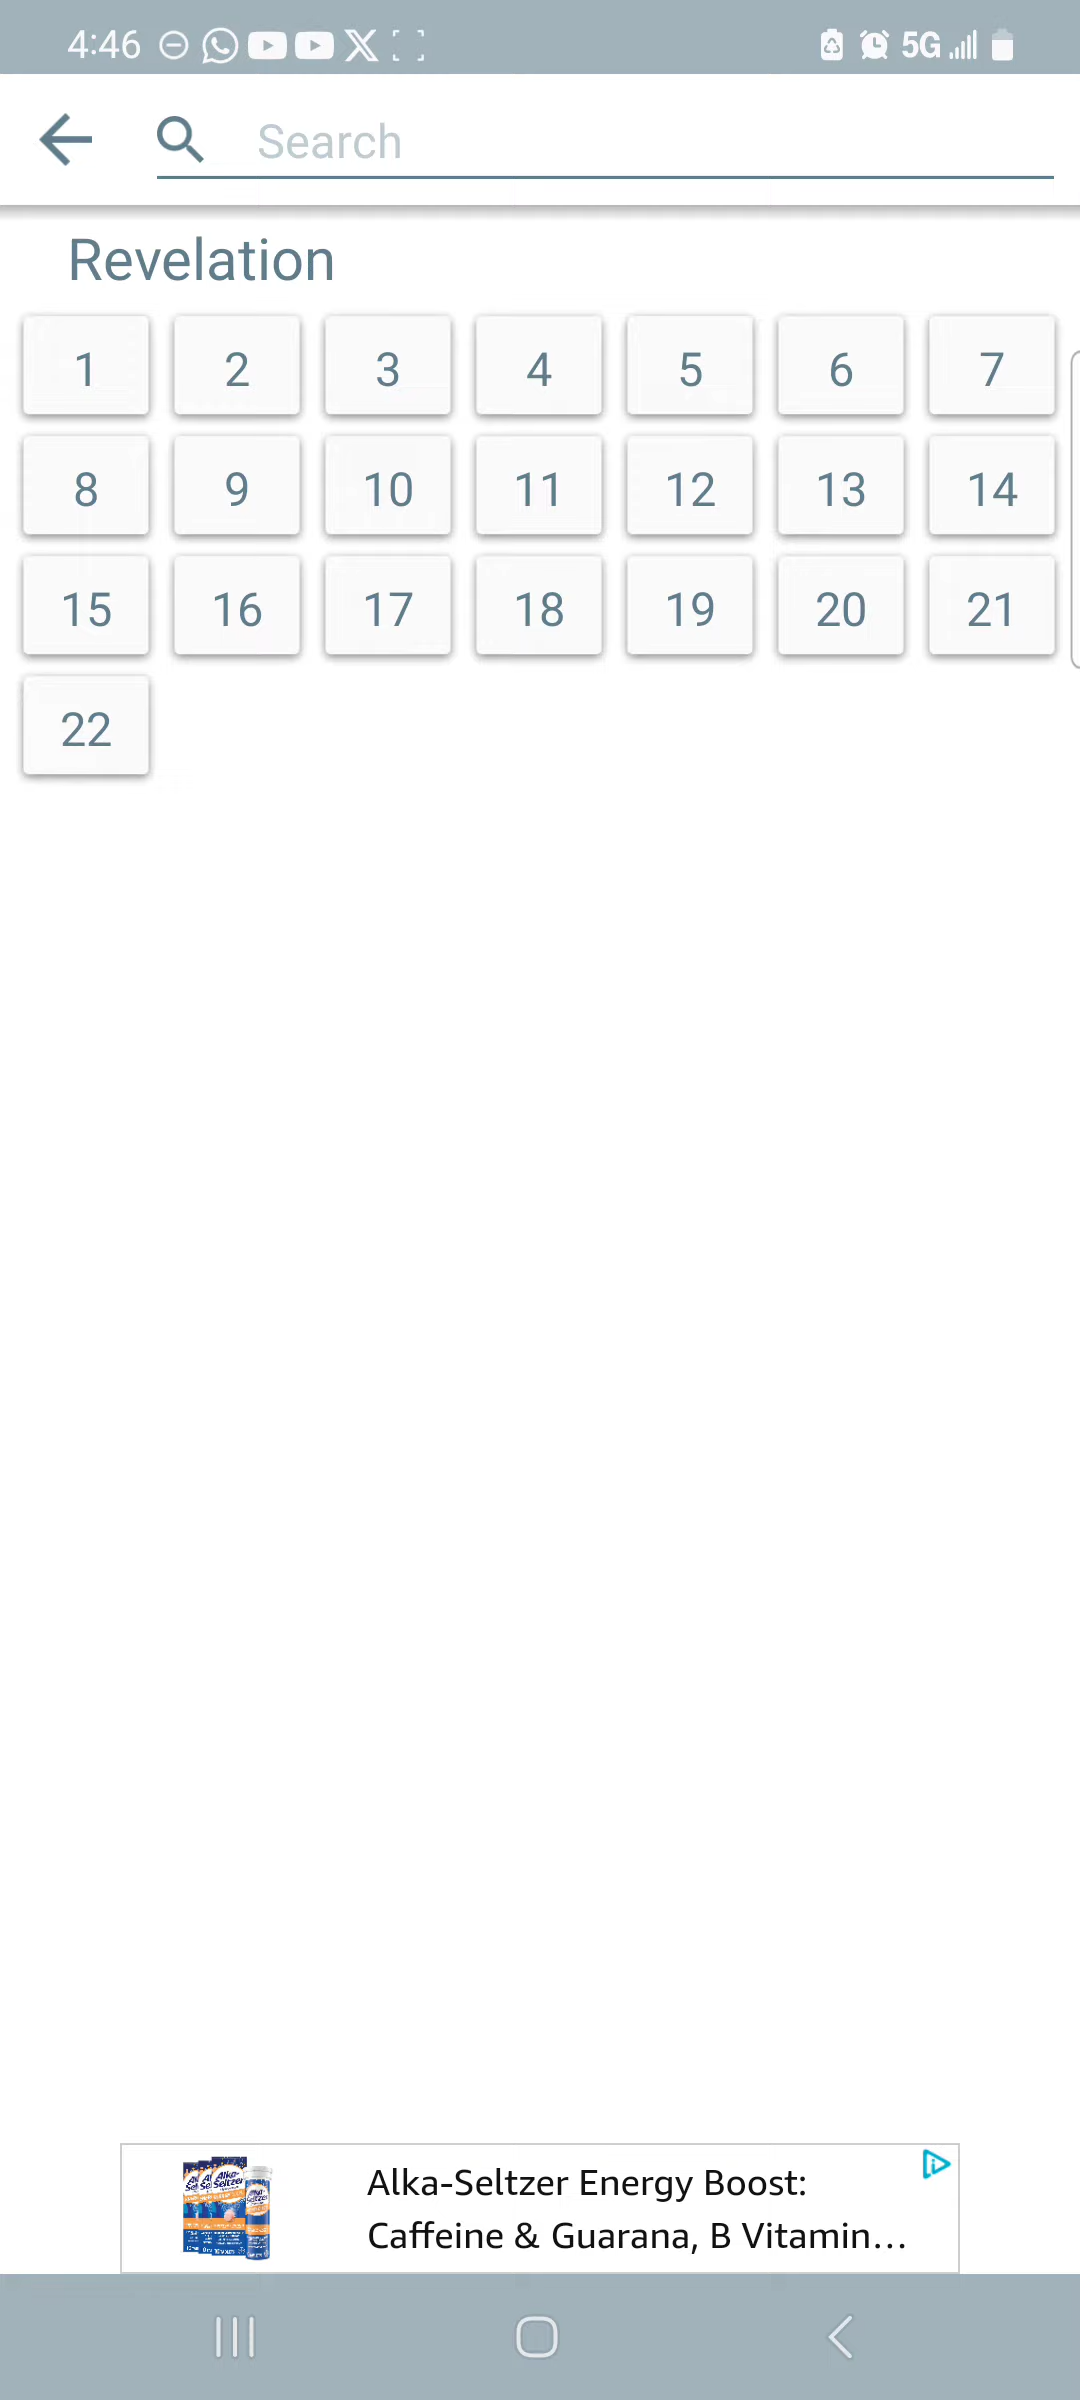 4:46 5G
Search
Revelation
1 2 3 4 5 6 7
8 9 10 11 12 13 14
15 16 17 18 19 20 21
22
Alka-Seltzer Energy Boost:
Caffeine & Guarana, B Vitamin...